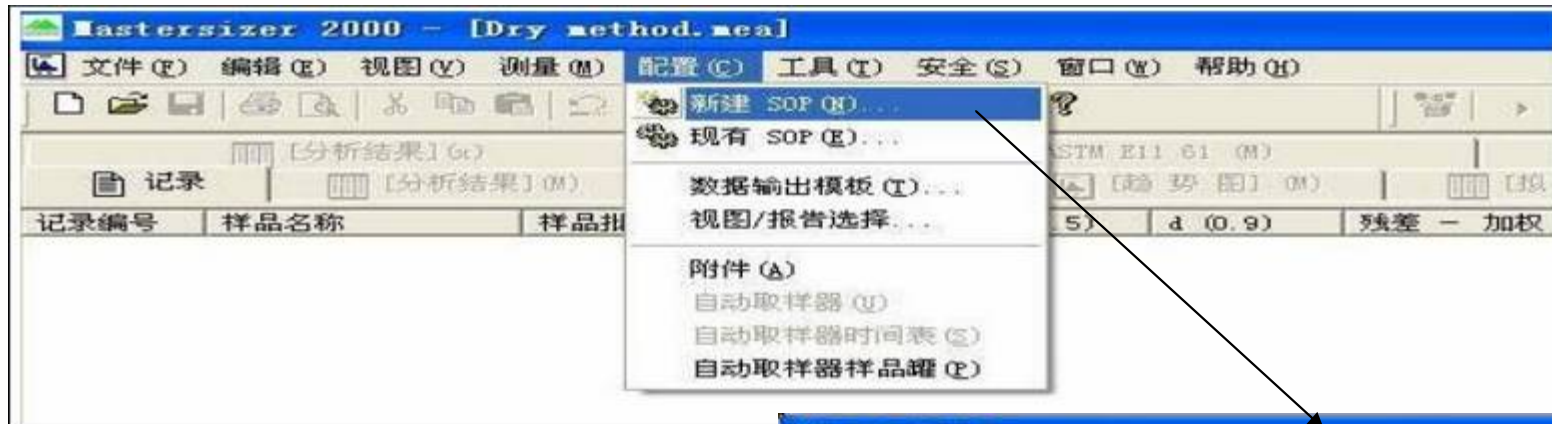 Mastersizer 2000 - [Dry method.mea]
文件(F) 编辑(E) 视图(V) 测量(M) 配置(C) 工具(T) 安全(S) 窗口(W) 帮助(H)
新建 SOP(N)...
现有 SOP(E)...
[分析结果] ASTM E11 61 (M)
记录 [分析结果](M) 数据输出模板(T)... [趋 势 图] (M)
记录编号 样品名称 视图/报告选择... d (0.9) 残差 - 加权
附件(A)
自动取样器(U)
自动取样器时间表(S)
自动取样器样品罐(P)